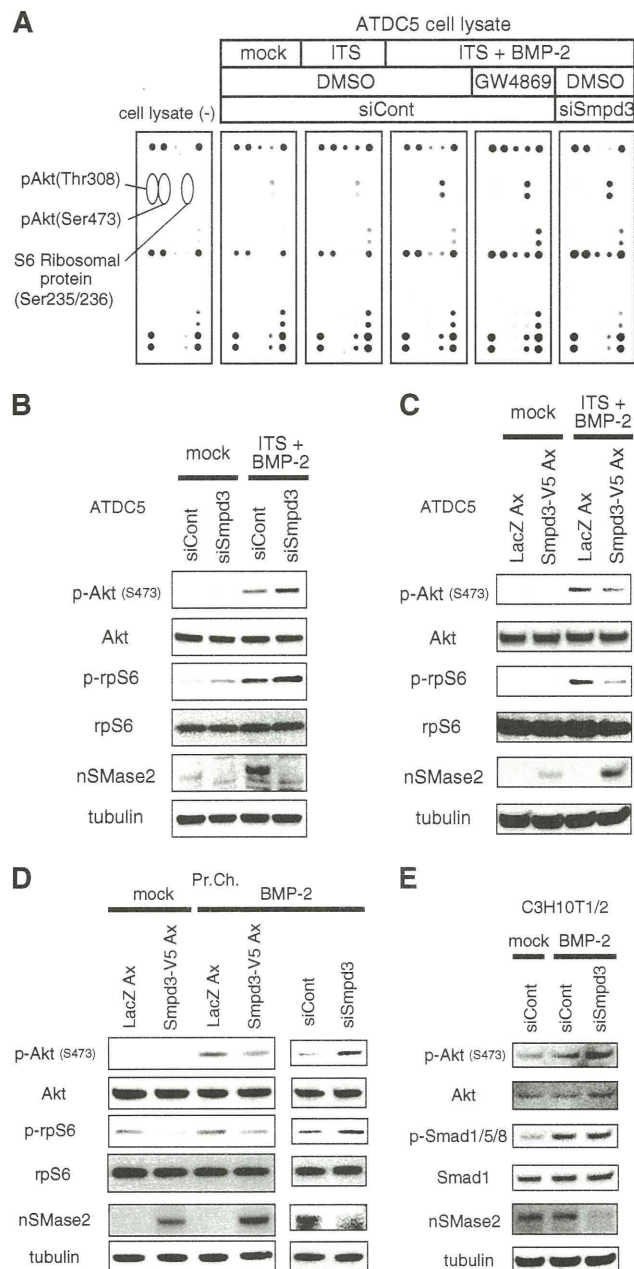 A
ATDC5 cell lysate
mock ITS ITS + BMP-2
DMSO GW4869 DMSO
cell lysate (-) siCont siSmpd3
pAkt(Thr308)
pAkt(Ser473)
S6 Ribosomal
protein
(Ser235/236)
B
mock ITS +
BMP-2
ATDC5 siCont siSmpd3 siCont siSmpd3
p-Akt (S473)
Akt
p-rpS6
rpS6
nSMase2
tubulin
C
mock ITS +
BMP-2
ATDC5 LacZ Ax Smpd3-V5 Ax LacZ Ax Smpd3-V5 Ax
p-Akt (S473)
Akt
p-rpS6
rpS6
nSMase2
tubulin
D
Pr.Ch.
mock BMP-2
LacZ Ax Smpd3-V5 Ax LacZ Ax Smpd3-V5 Ax siCont siSmpd3
p-Akt (S473)
Akt
p-rpS6
rpS6
nSMase2
tubulin
E
C3H10T1/2
mock BMP-2
siCont siCont siSmpd3
p-Akt (S473)
Akt
p-Smad1/5/8
Smad1
nSMase2
tubulin